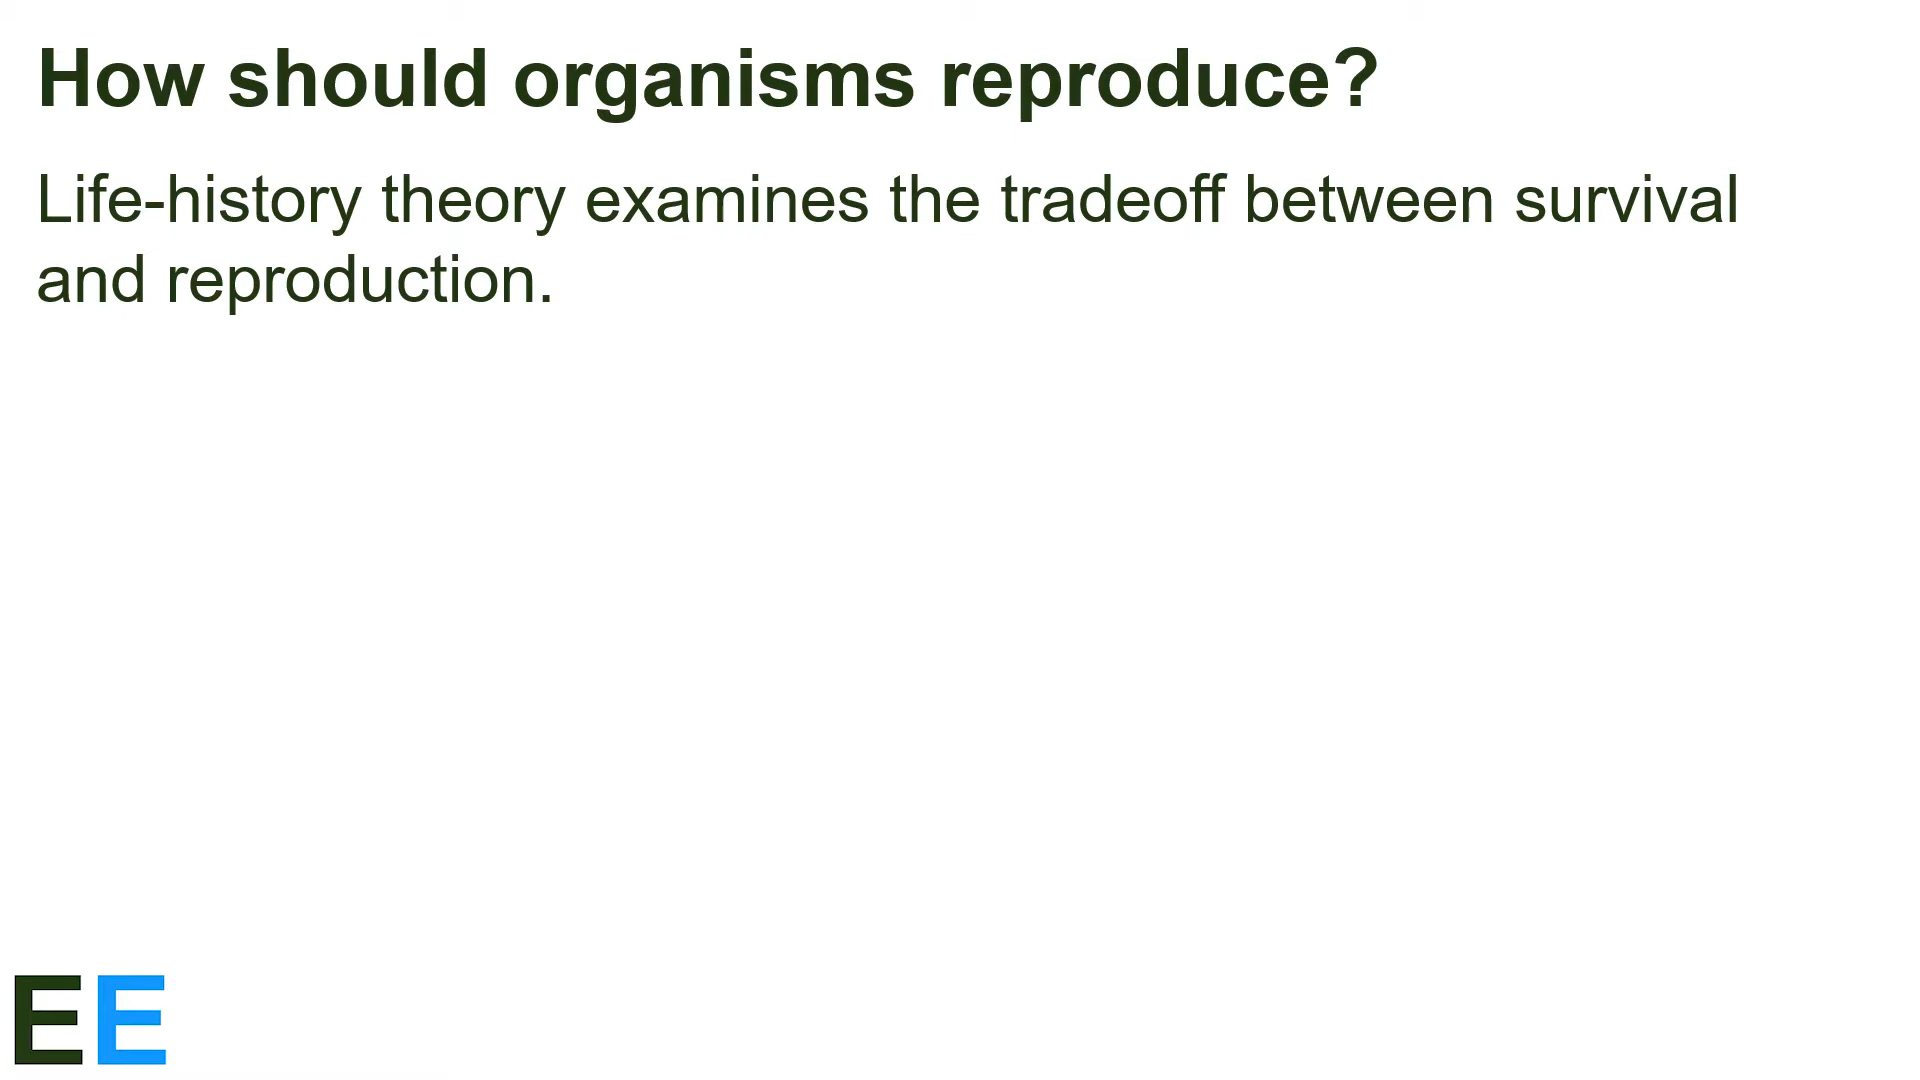 How should organisms reproduce?
Life-history theory examines the tradeoff between survival
and reproduction.
EE